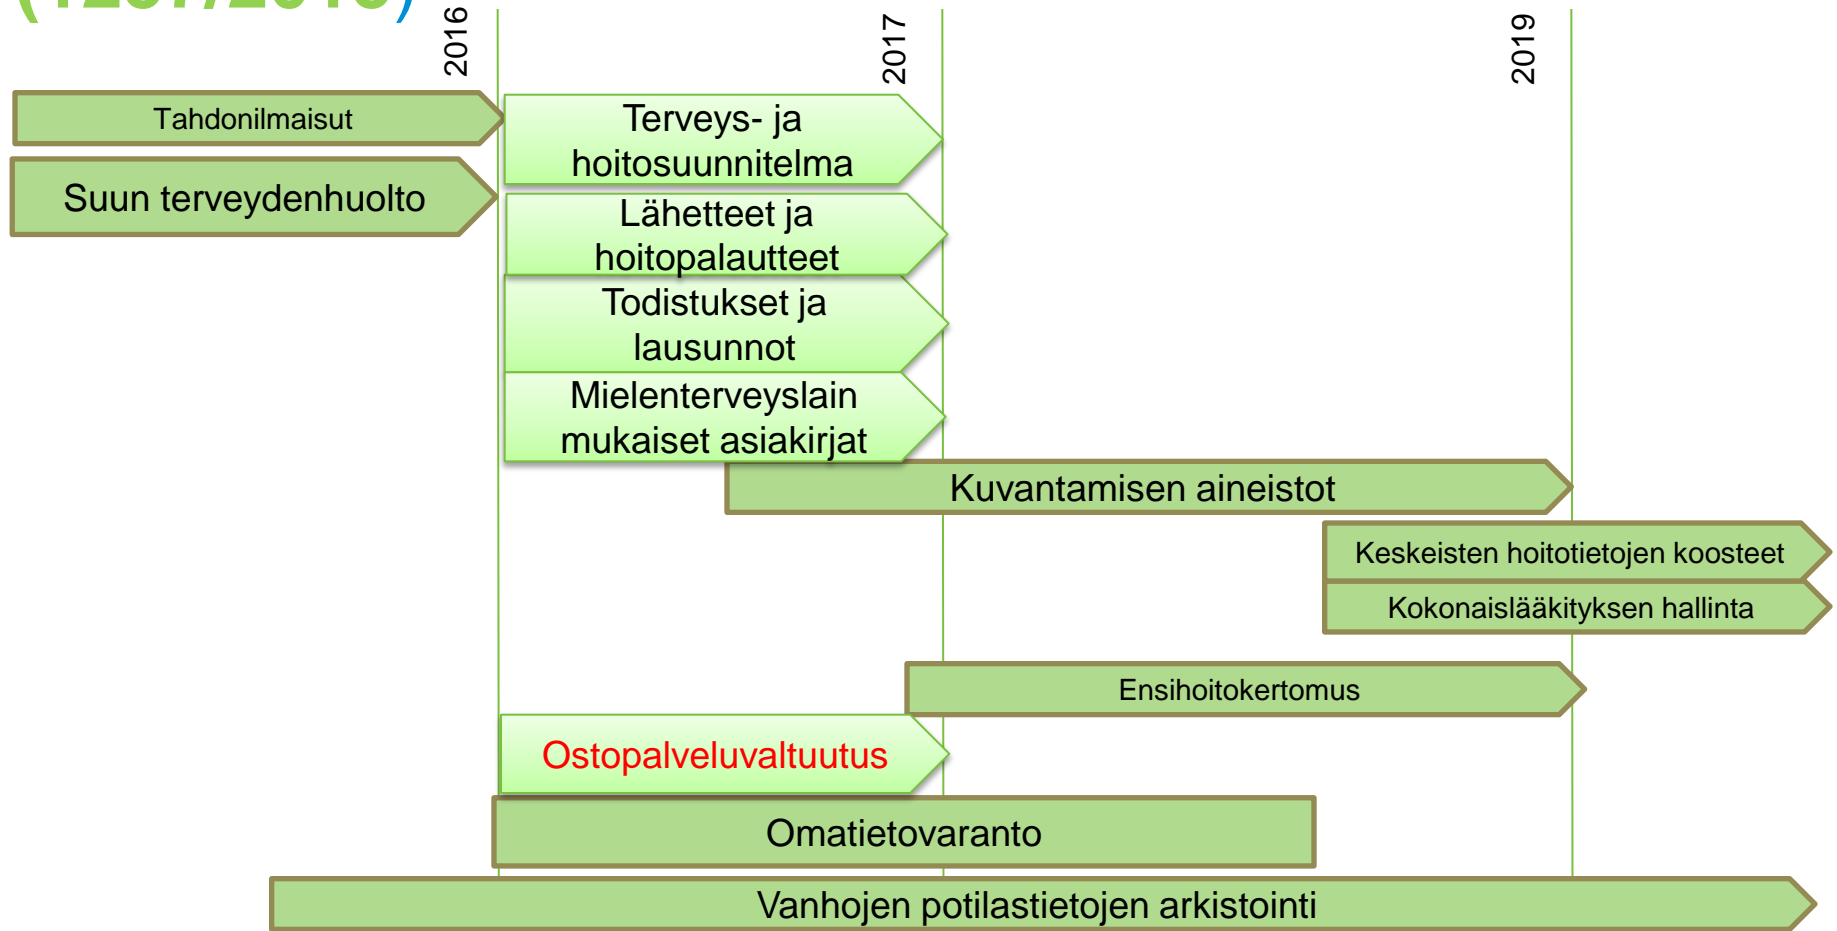 2016
2017
2019
Tahdonilmaisut
Suun terveydenhuolto
Terveys- ja
hoitosuunnitelma
Lähetteet ja
hoitopalautteet
Todistukset ja
lausunnot
Mielenterveyslain
mukaiset asiakirjat
Kuvantamisen aineistot
Keskeisten hoitotietojen koosteet
Kokonaislääkityksen hallinta
Ensihoitokertomus
Ostopalveluvaltuutus
Omatietovaranto
Vanhojen potilastietojen arkistointi